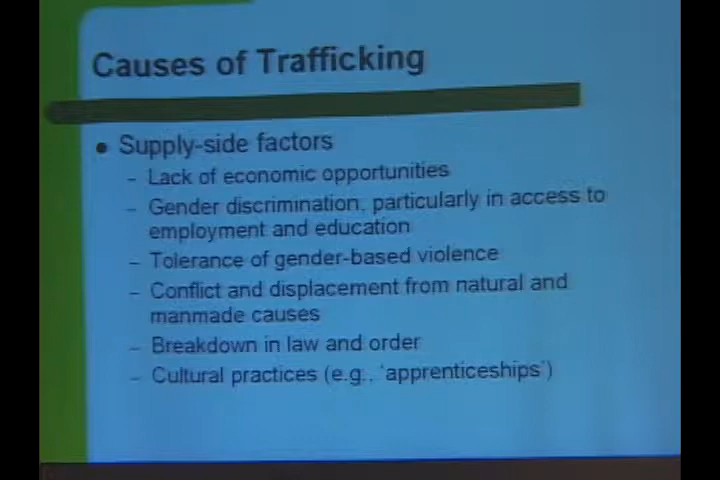 Causes of Trafficking
● Supply-side factors
– Lack of economic opportunities
– Gender discrimination, particularly in access to
employment and education
– Tolerance of gender-based violence
– Conflict and displacement from natural and
manmade causes
– Breakdown in law and order
– Cultural practices (e.g., ‘apprenticeships’)